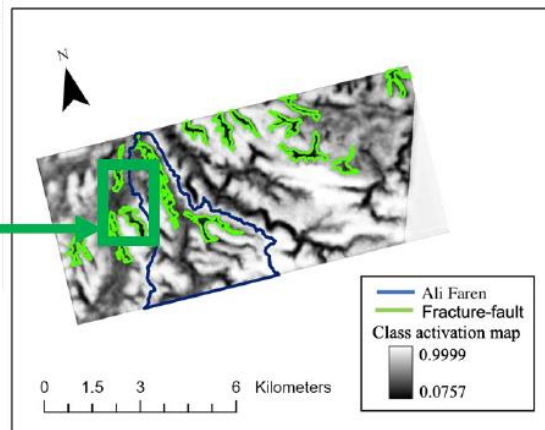 N
Ali Faren
Fracture-fault
Class activation map
0.9999
0.0757
0 1.5 3 6 Kilometers